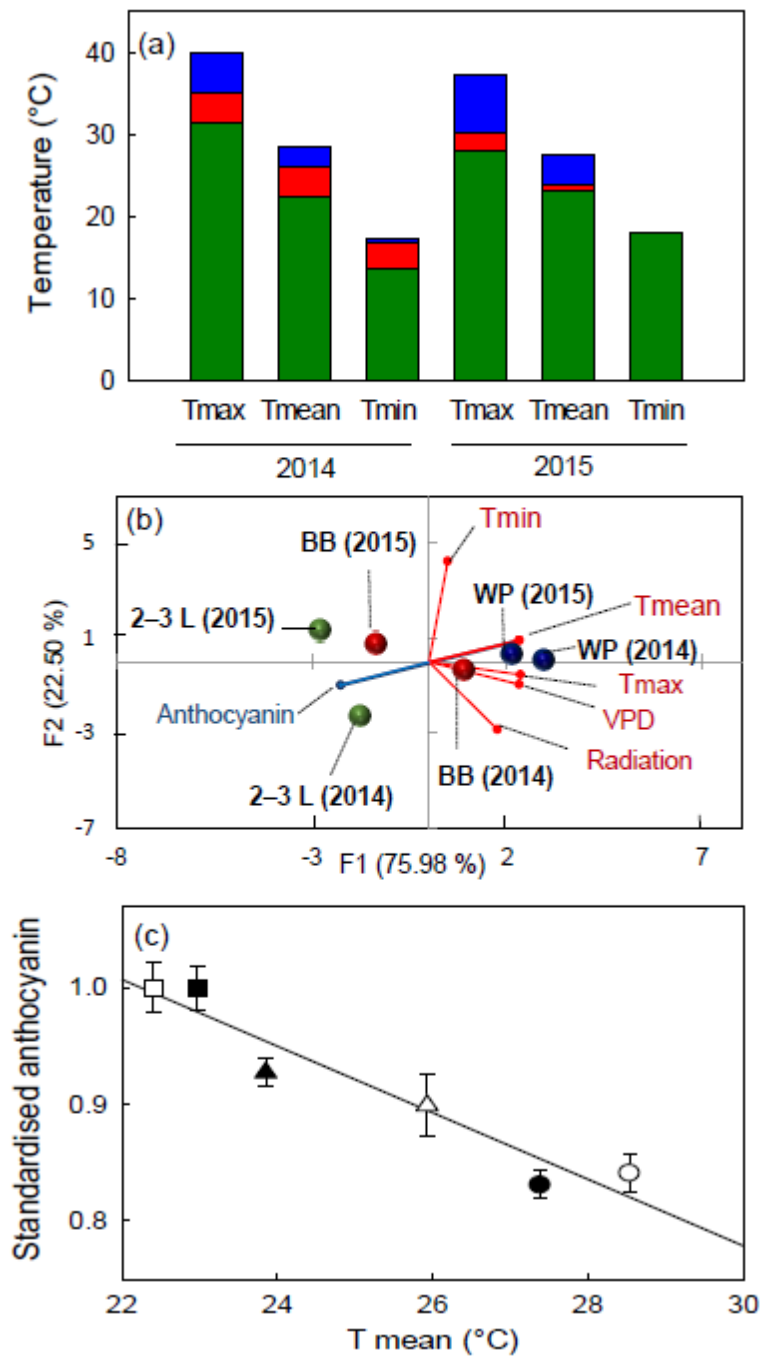 (a)
Temperature (°C)
40
30
20
10
0
Tmax Tmean Tmin Tmax Tmean Tmin
2014 2015
(b)
F2 (22.50 %)
5
1
-3
-7
Tmin
BB (2015)
WP (2015)
2–3 L (2015)
Tmean
WP (2014)
Anthocyanin
Tmax
VPD
Radiation
BB (2014)
2–3 L (2014)
-8 -3 2 7
F1 (75.98 %)
(c)
Standardised anthocyanin
1.0
0.9
0.8
22 24 26 28 30
T mean (°C)